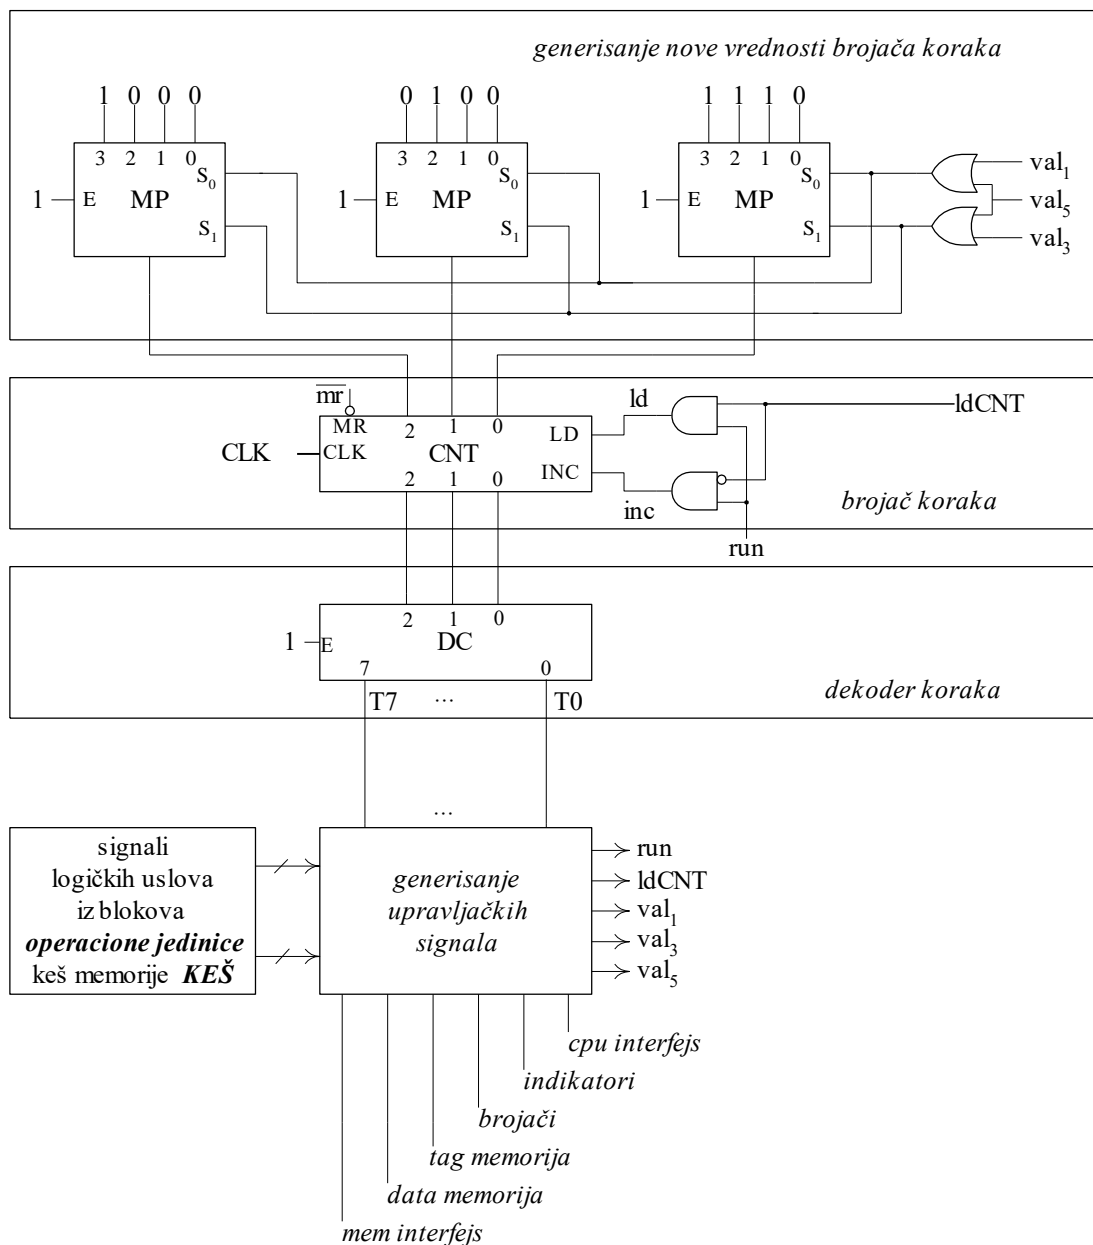 generisanje nove vrednosti brojača koraka
1 0 0 0
0 1 0 0
1 1 1 0
3 2 1 0
S0
1
E
MP
S1
3 2 1 0
S0
1
E
MP
S1
3 2 1 0
S0
1
E
MP
S1
val1
val5
val3
mr
ld
ldCNT
MR
2 1 0
LD
CLK
CLK
CNT
INC
2 1 0
inc
brojač koraka
run
2 1 0
1
E
DC
7
0
T7
...
T0
dekoder koraka
...
signali
logičkih uslova
iz blokova
operacione jedinice
keš memorije KEŠ
generisanje
upravljačkih
signala
run
ldCNT
val1
val3
val5
cpu interfejs
indikatori
brojači
tag memorija
data memorija
mem interfejs